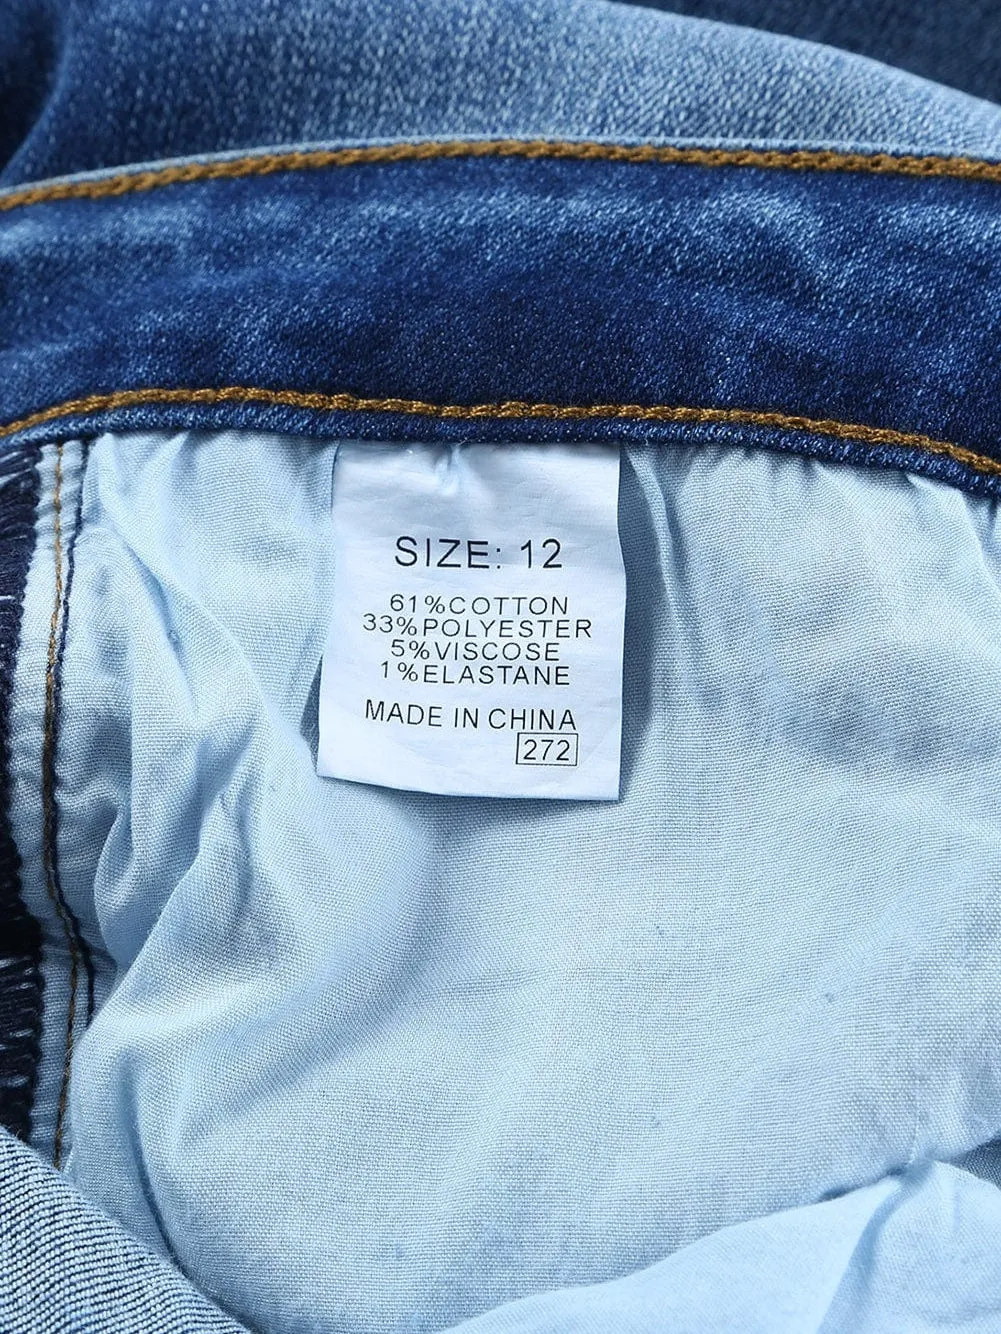 SIZE: 12
61%COTTON
33%POLYESTER
5%VISCOSE
1%ELASTANE
MADE IN CHINA
272